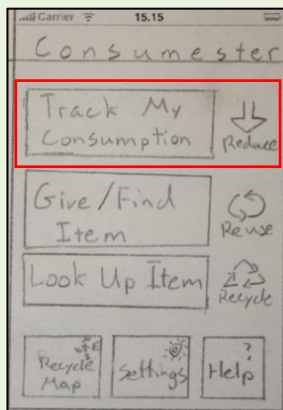 Carrier 15.15
Consumester
Track My
Consumption
Reduce
Give/Find
Item
Reuse
Look Up Item
Recycle
Recycle
Map
settings
?
Help